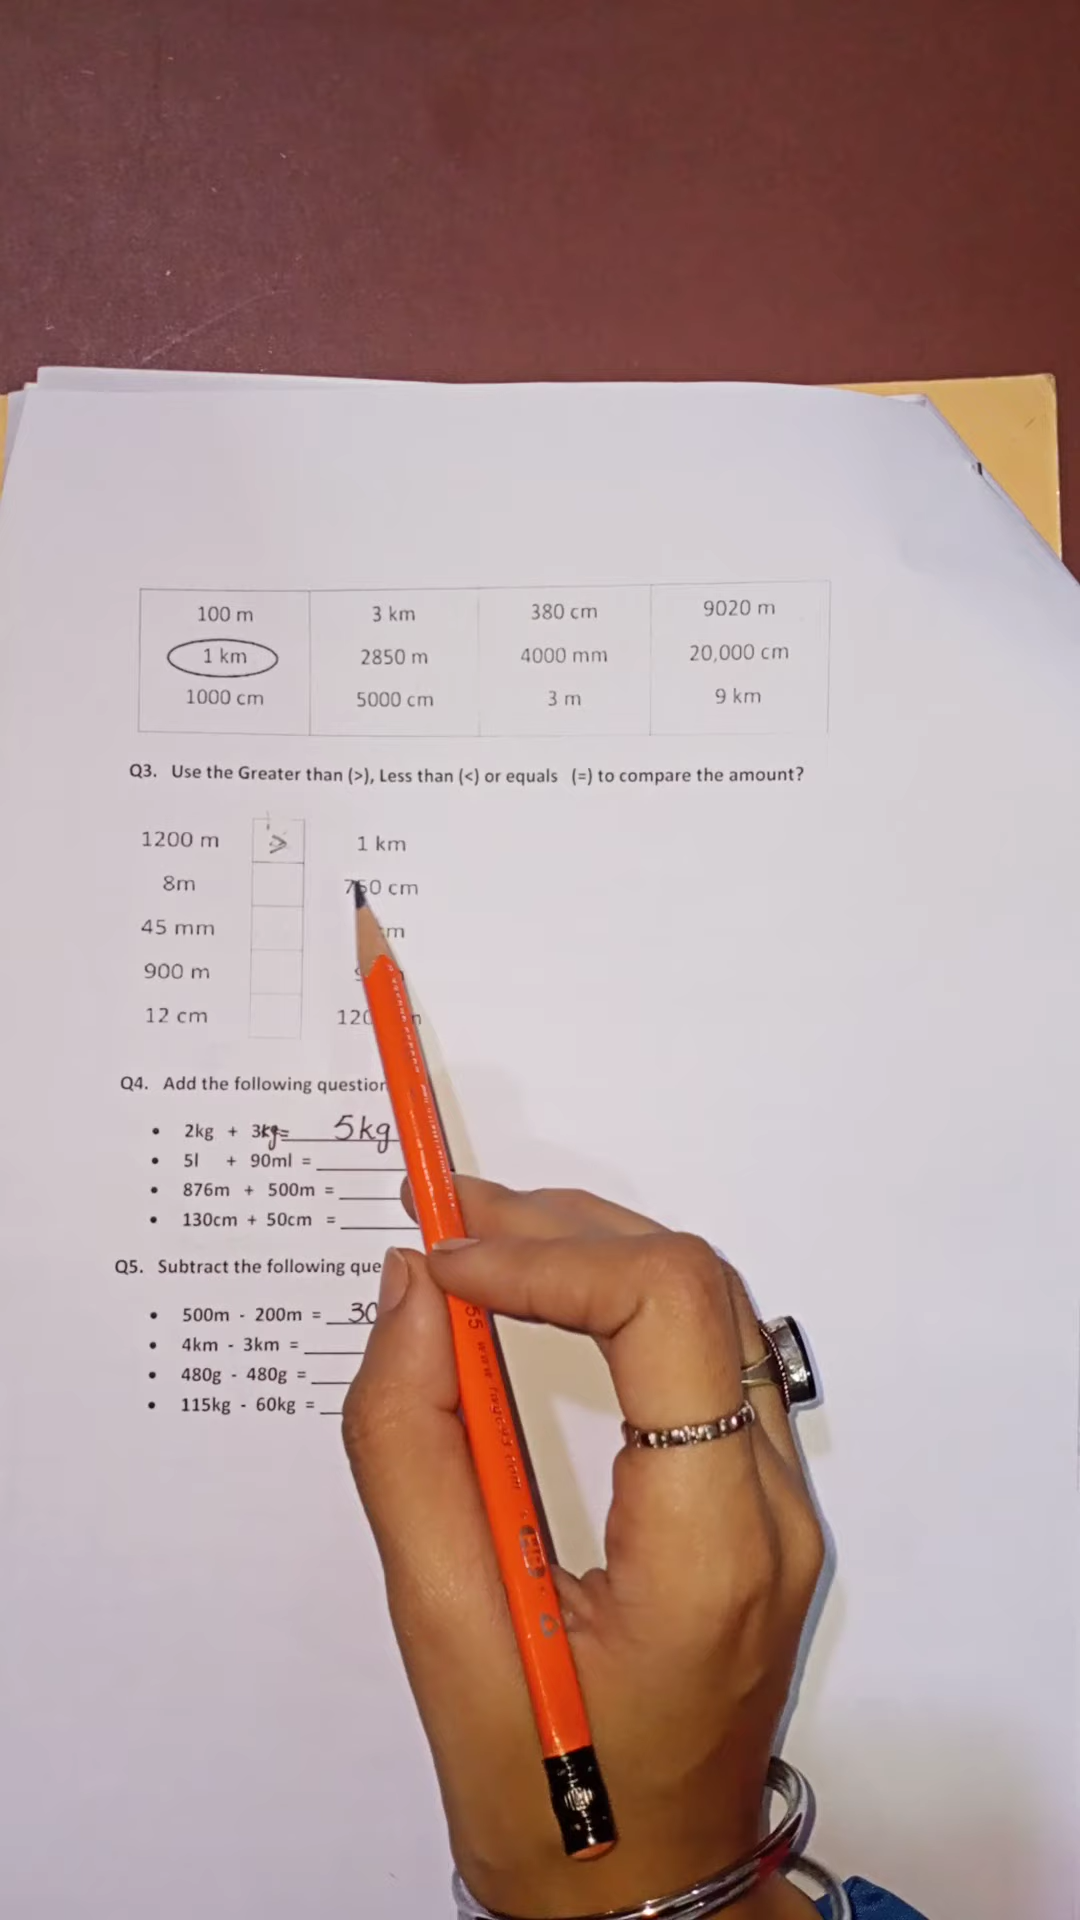 100 m 3 km 380 cm 9020 m
1 km 2850 m 4000 mm 20,000 cm
1000 cm 5000 cm 3 m 9 km
Q3. Use the Greater than (>), Less than (<) or equals (=) to compare the amount?
1200 m > 1 km
8m 750 cm
45 mm
900 m
12 cm
Q4. Add the following
• 2kg + 3kg= 5kg
• 5l + 90ml =
• 876m + 500m =
• 130cm + 50cm =
Q5. Subtract the following
• 500m - 200m = 30
• 4km - 3km =
• 480g - 480g =
• 115kg - 60kg =